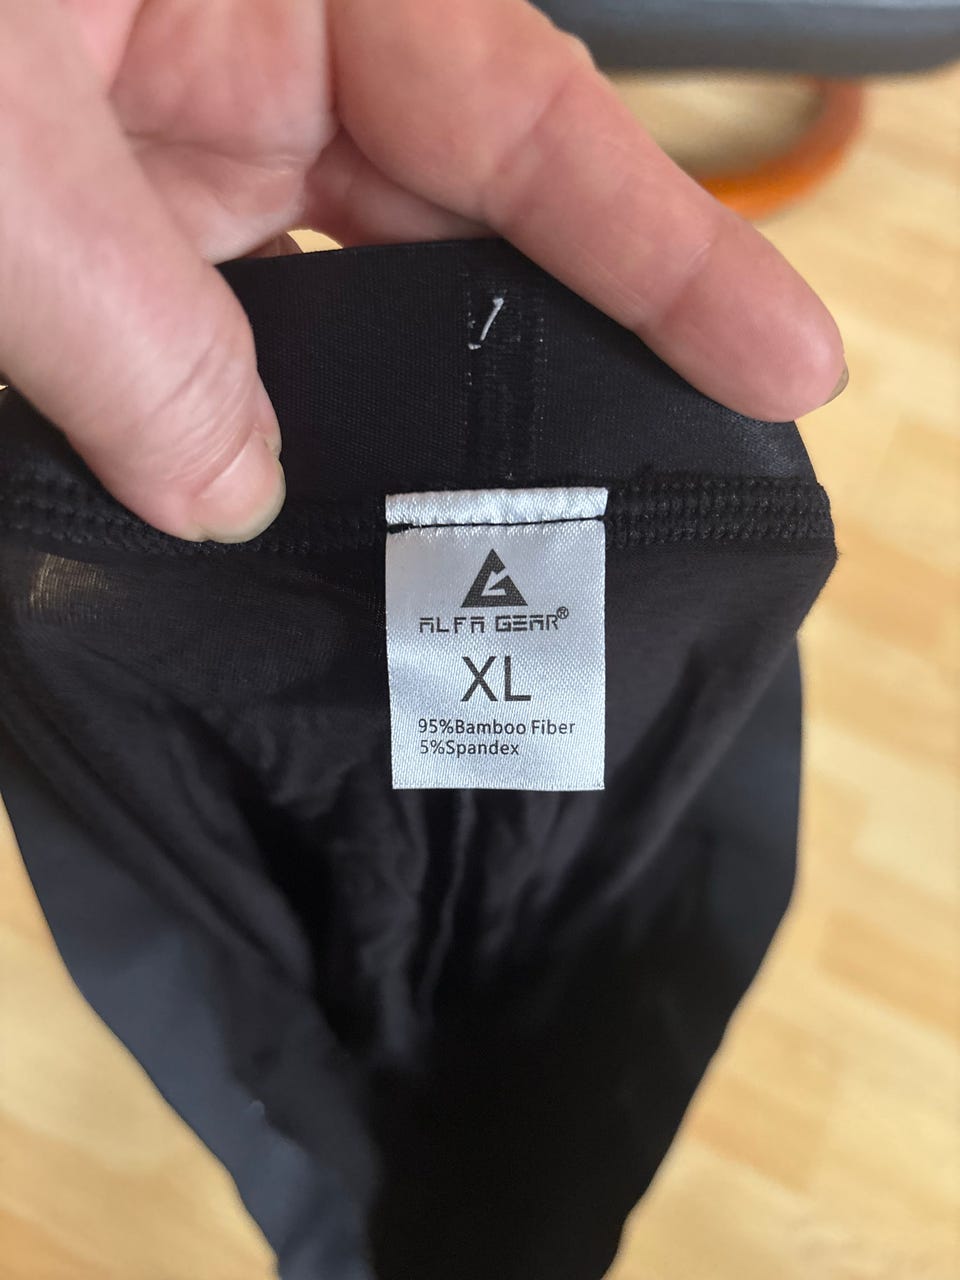 ALFA GEAR®
XL
95%Bamboo Fiber
5%Spandex